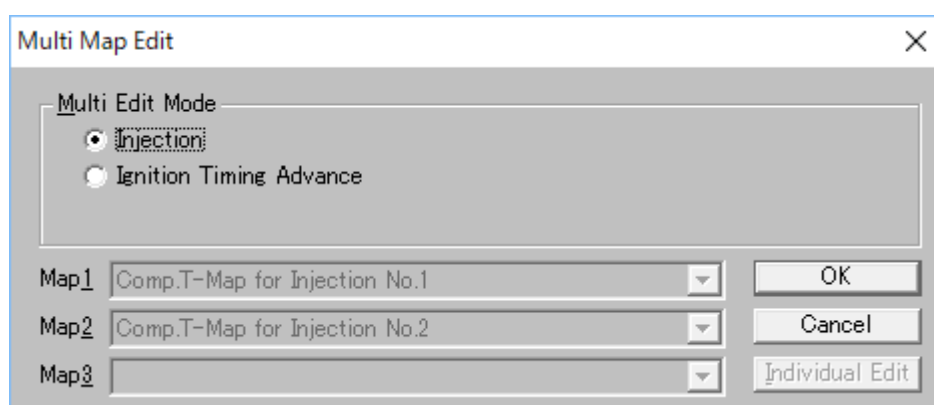 Multi Map Edit
Multi Edit Mode
Injection
Ignition Timing Advance
Map1 Comp.T-Map for Injection No.1 OK
Map2 Comp.T-Map for Injection No.2 Cancel
Map3 Individual Edit